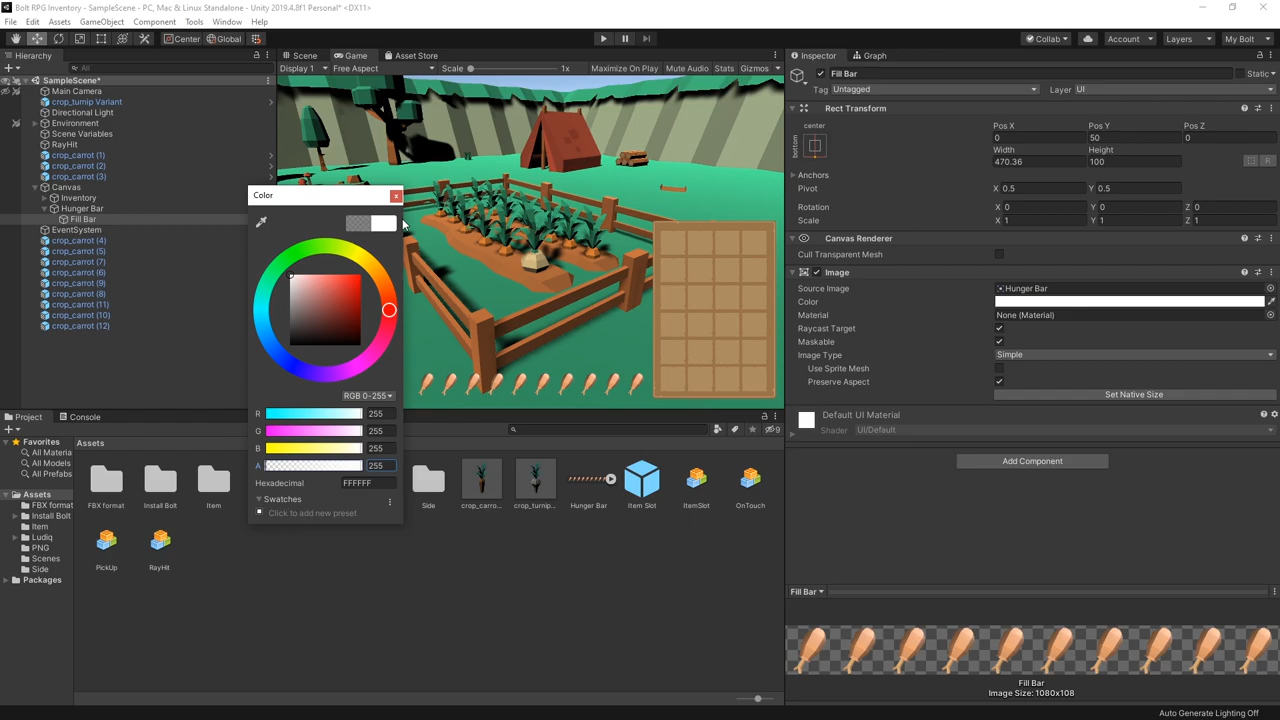 Bolt RPG Inventory - SampleScene - PC, Mac & Linux Standalone - Unity 2019.4.8f1 Personal* <DX11>
File Edit Assets GameObject Component Tools Window Help
Center Global Collab Account Layers My Bolt
Hierarchy Scene Game Asset Store Inspector Graph
All
Display 1 Free Aspect Scale 1x Maximize On Play Mute Audio Stats Gizmos
SampleScene*
Main Camera
crop_turnip Variant
Directional Light
Environment
Scene Variables
RayHit
crop_carrot (1)
crop_carrot (2)
crop_carrot (3)
Canvas
Inventory
Hunger Bar
Fill Bar
EventSystem
crop_carrot (4)
crop_carrot (5)
crop_carrot (7)
crop_carrot (6)
crop_carrot (9)
crop_carrot (8)
crop_carrot (11)
crop_carrot (10)
crop_carrot (12)
Color
RGB 0-255
R 255
G 255
B 255
A 255
Hexadecimal FFFFFF
Swatches
Click to add new preset
Fill Bar Static
Tag Untagged Layer UI
Rect Transform
center Pos X Pos Y Pos Z
bottom
0 50 0
Width Height
470.36 100
R
Anchors
Pivot X 0.5 Y 0.5
Rotation X 0 Y 0 Z 0
Scale X 1 Y 1 Z 1
Canvas Renderer
Cull Transparent Mesh
Image
Source Image Hunger Bar
Color
Material None (Material)
Raycast Target
Maskable
Image Type Simple
Use Sprite Mesh
Preserve Aspect
Set Native Size
Default UI Material
Shader UI/Default
Add Component
Fill Bar
Fill Bar
Image Size: 1080x108
Project Console
9
Favorites
All Materia
All Models
All Prefabs
Assets
FBX format
Install Bolt
Item
Ludiq
PNG
Scenes
Side
Packages
Assets
FBX format Install Bolt Item Side crop_carro... crop_turnip... Hunger Bar Item Slot ItemSlot OnTouch
PickUp RayHit
Auto Generate Lighting Off